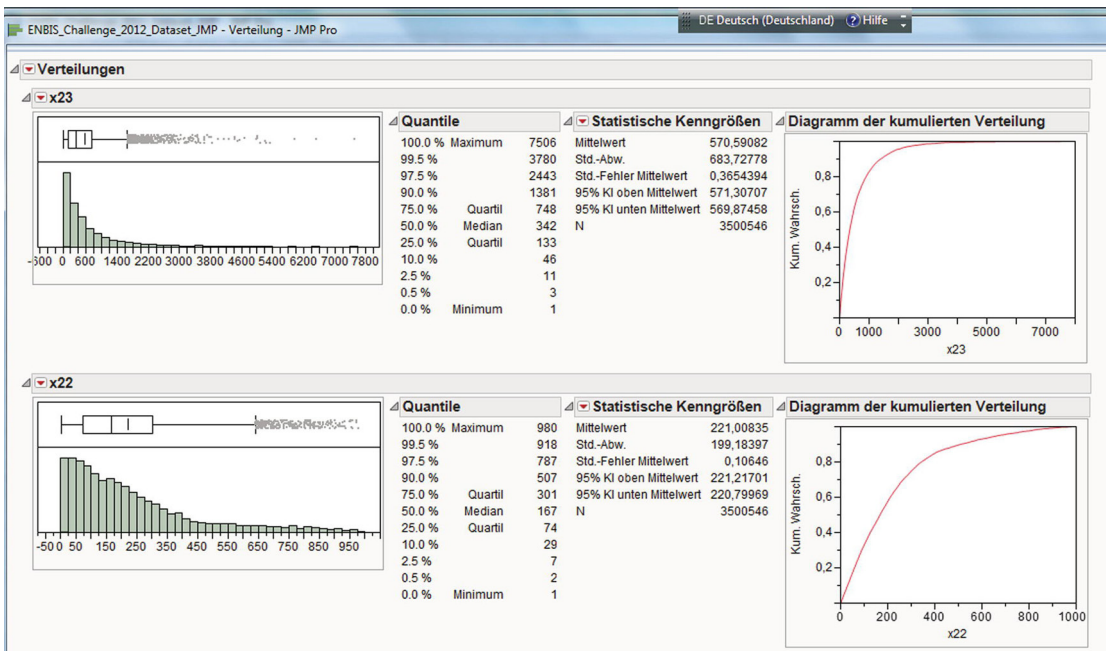 DE Deutsch (Deutschland) Hilfe
ENBIS_Challenge_2012_Dataset_JMP - Verteilung - JMP Pro
Verteilungen
x23
-600 0 600 1400 2200 3000 3800 4600 5400 6200 7000 7800
Quantile
100.0 % Maximum 7506
99.5 % 3780
97.5 % 2443
90.0 % 1381
75.0 % Quartil 748
50.0 % Median 342
25.0 % Quartil 133
10.0 % 46
2.5 % 11
0.5 % 3
0.0 % Minimum 1
Statistische Kenngrößen
Mittelwert 570,59082
Std.-Abw. 683,72778
Std.-Fehler Mittelwert 0,3654394
95% KI oben Mittelwert 571,30707
95% KI unten Mittelwert 569,87458
N 3500546
Diagramm der kumulierten Verteilung
Kum. Wahrsch.
0,8
0,6
0,4
0,2
0 1000 3000 5000 7000
x23
x22
-50 0 50 150 250 350 450 550 650 750 850 950
Quantile
100.0 % Maximum 980
99.5 % 918
97.5 % 787
90.0 % 507
75.0 % Quartil 301
50.0 % Median 167
25.0 % Quartil 74
10.0 % 29
2.5 % 7
0.5 % 2
0.0 % Minimum 1
Statistische Kenngrößen
Mittelwert 221,00835
Std.-Abw. 199,18397
Std.-Fehler Mittelwert 0,10646
95% KI oben Mittelwert 221,21701
95% KI unten Mittelwert 220,79969
N 3500546
Diagramm der kumulierten Verteilung
Kum. Wahrsch.
0,8
0,6
0,4
0,2
0 200 400 600 800 1000
x22